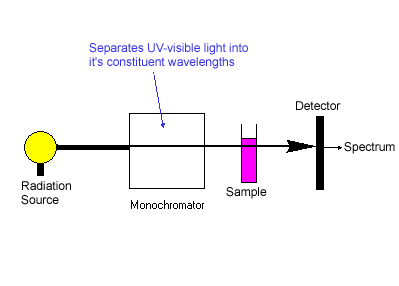 Separates UV-visible light into
it's constituent wavelengths
Detector
Spectrum
Radiation
Source
Sample
Monochromator